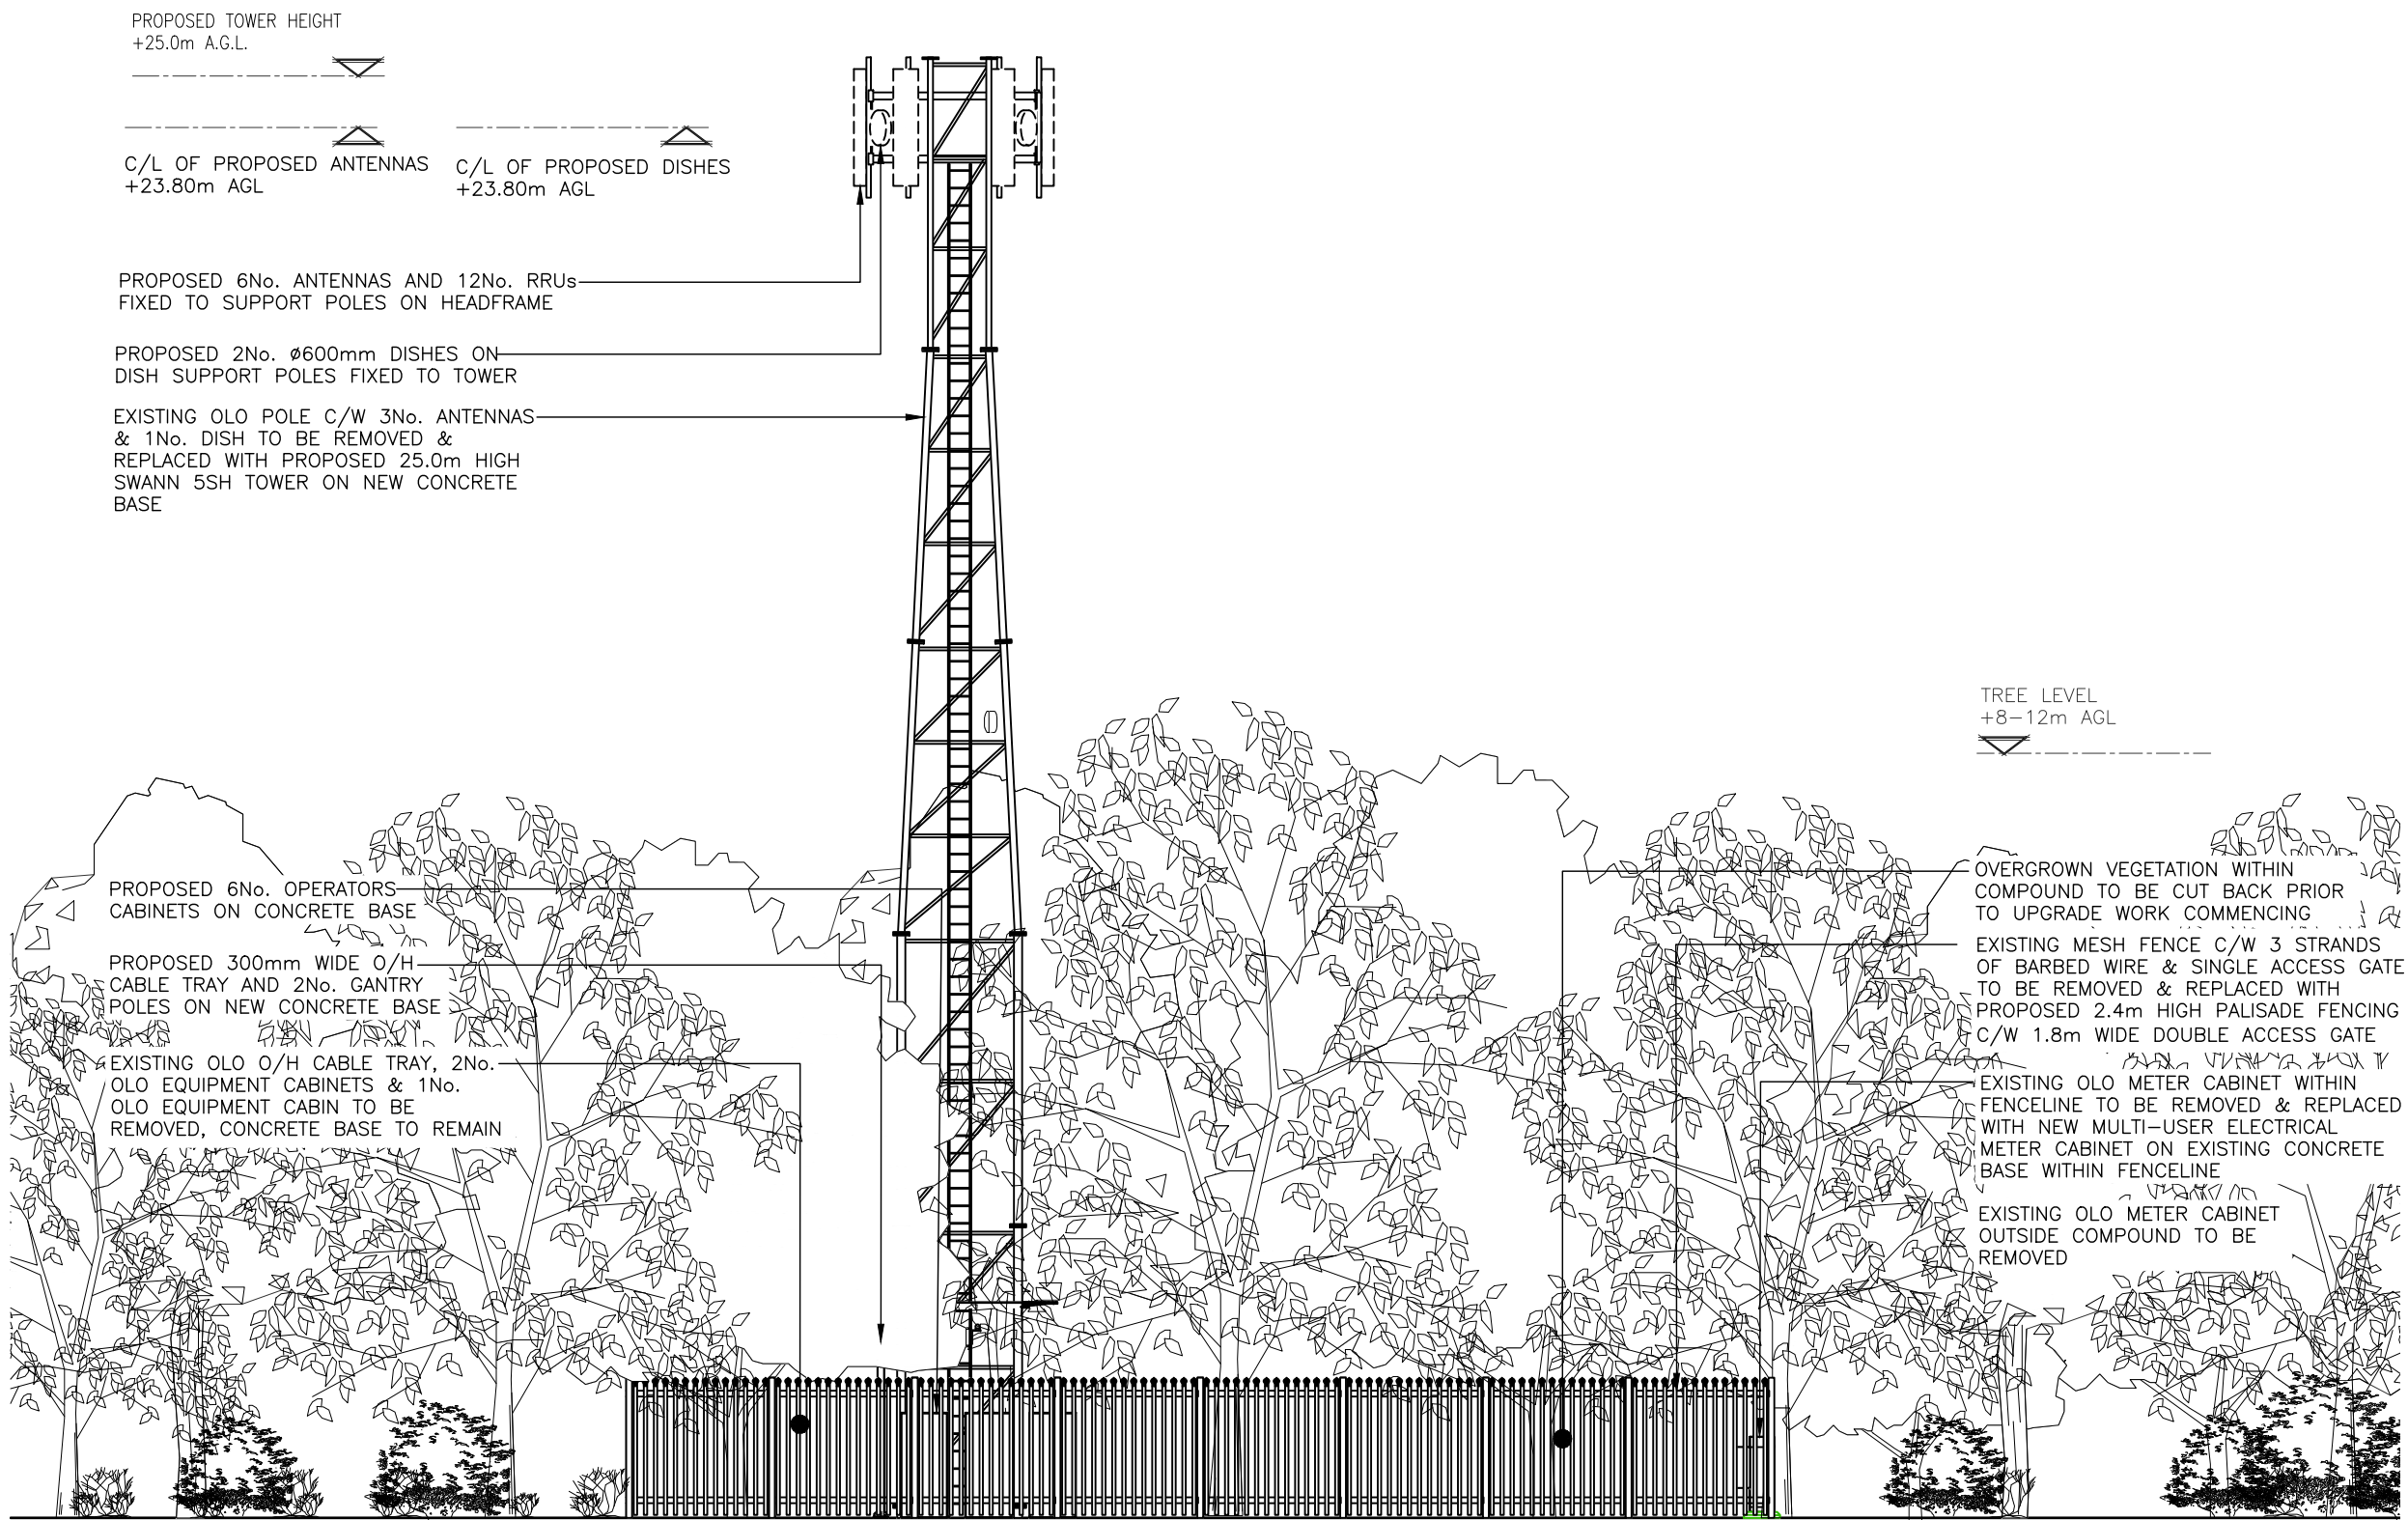 PROPOSED TOWER HEIGHT
+25.0m A.G.L.
C/L OF PROPOSED ANTENNAS
+23.80m AGL
C/L OF PROPOSED DISHES
+23.80m AGL
PROPOSED 6No. ANTENNAS AND 12No. RRUs
FIXED TO SUPPORT POLES ON HEADFRAME
PROPOSED 2No. Ø600mm DISHES ON
DISH SUPPORT POLES FIXED TO TOWER
EXISTING OLO POLE C/W 3No. ANTENNAS
& 1No. DISH TO BE REMOVED &
REPLACED WITH PROPOSED 25.0m HIGH
SWANN 5SH TOWER ON NEW CONCRETE
BASE
TREE LEVEL
+8-12m AGL
PROPOSED 6No. OPERATORS
CABINETS ON CONCRETE BASE
PROPOSED 300mm WIDE O/H
CABLE TRAY AND 2No. GANTRY
POLES ON NEW CONCRETE BASE
EXISTING OLO O/H CABLE TRAY, 2No.
OLO EQUIPMENT CABINETS & 1No.
OLO EQUIPMENT CABIN TO BE
REMOVED, CONCRETE BASE TO REMAIN
OVERGROWN VEGETATION WITHIN
COMPOUND TO BE CUT BACK PRIOR
TO UPGRADE WORK COMMENCING
EXISTING MESH FENCE C/W 3 STRANDS
OF BARBED WIRE & SINGLE ACCESS GATE
TO BE REMOVED & REPLACED WITH
PROPOSED 2.4m HIGH PALISADE FENCING
C/W 1.8m WIDE DOUBLE ACCESS GATE
EXISTING OLO METER CABINET WITHIN
FENCELINE TO BE REMOVED & REPLACED
WITH NEW MULTI-USER ELECTRICAL
METER CABINET ON EXISTING CONCRETE
BASE WITHIN FENCELINE
EXISTING OLO METER CABINET
OUTSIDE COMPOUND TO BE
REMOVED